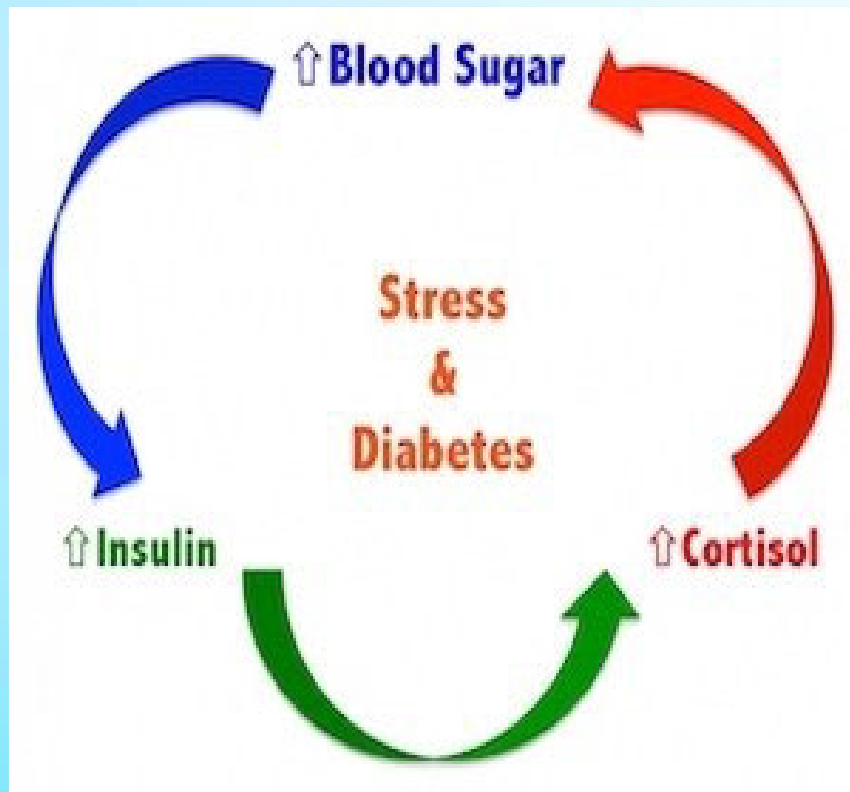 ⇧Blood Sugar
Stress
&
Diabetes
⇧Insulin
⇧Cortisol